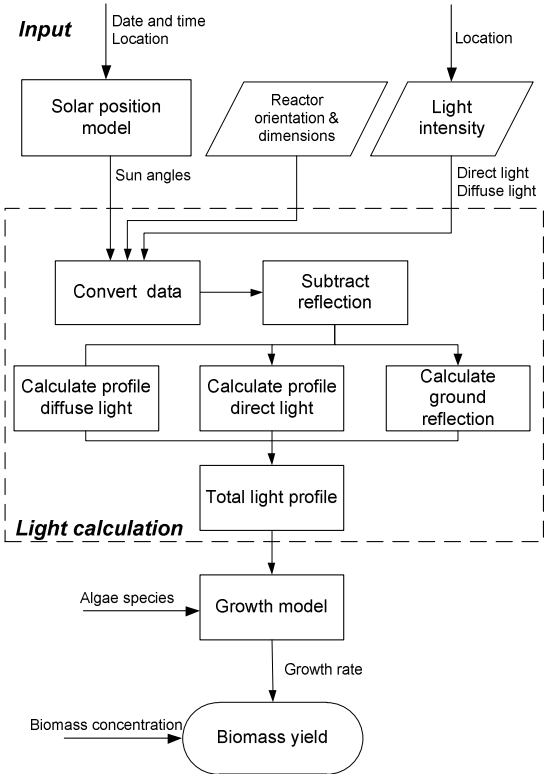 Input
Date and time
Location
Location
Solar position
model
Reactor
orientation &
dimensions
Light
intensity
Sun angles
Direct light
Diffuse light
Convert data
Subtract
reflection
Calculate profile
diffuse light
Calculate profile
direct light
Calculate
ground
reflection
Total light profile
Light calculation
Algae species
Growth model
Growth rate
Biomass concentration
Biomass yield